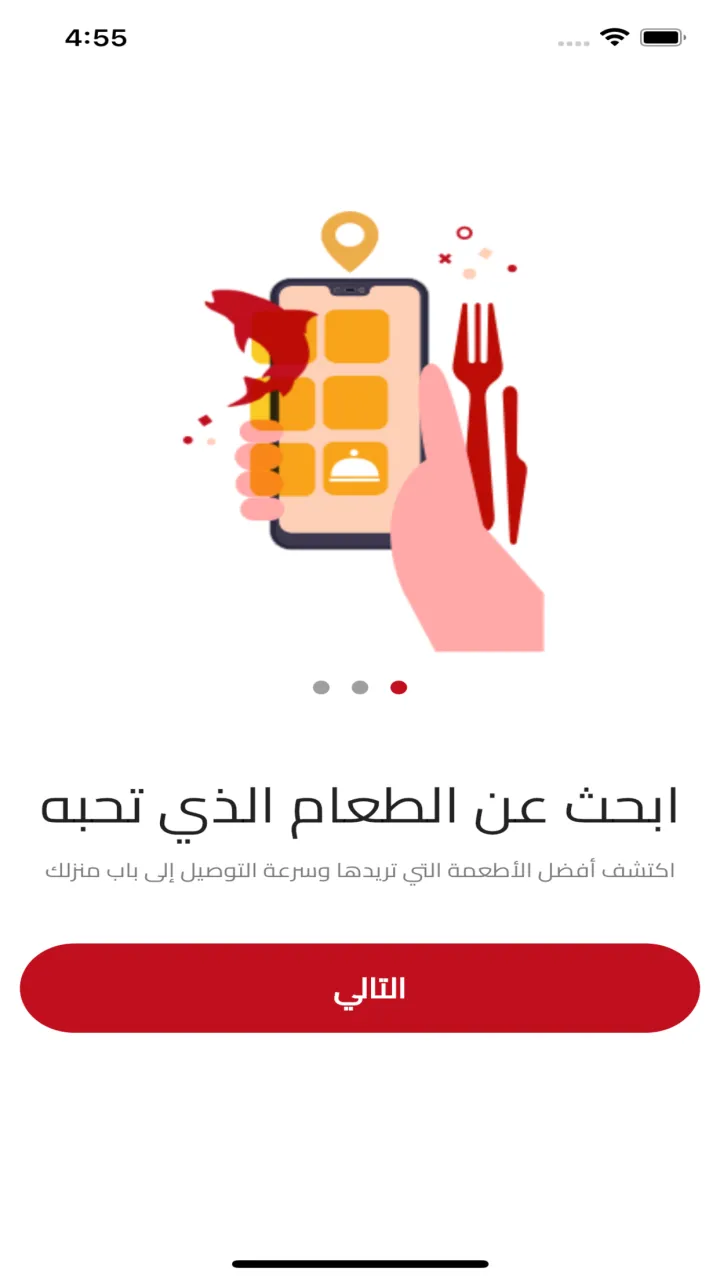 4:55
ابحث عن الطعام الذي تحبه
اكتشف أفضل الأطعمة التي تريدها وسرعة التوصيل إلى باب منزلك
التالي